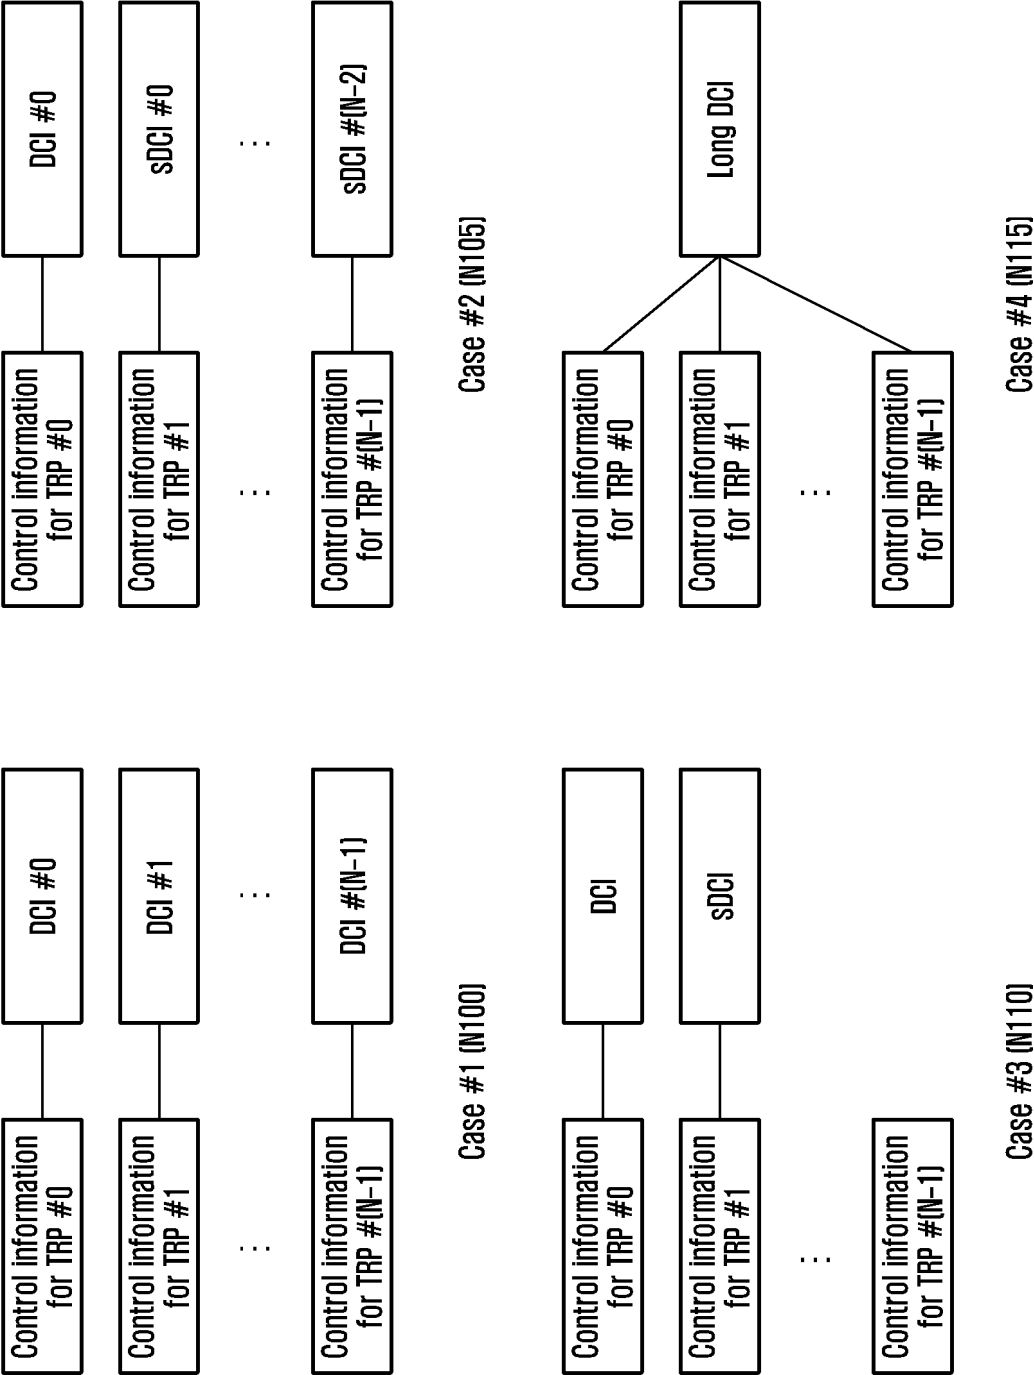 Control information
for TRP #0
DCI #0
Control information
for TRP #1
DCI #1
...
...
Control information
for TRP #(N-1)
DCI #(N-1)
Case #1 (N100)
Control information
for TRP #0
DCI #0
Control information
for TRP #1
sDCI #0
...
...
Control information
for TRP #(N-1)
sDCI #(N-2)
Case #2 (N105)
Control information
for TRP #0
DCI
Control information
for TRP #1
sDCI
...
Control information
for TRP #(N-1)
Case #3 (N110)
Control information
for TRP #0
Control information
for TRP #1
Long DCI
...
Control information
for TRP #(N-1)
Case #4 (N115)